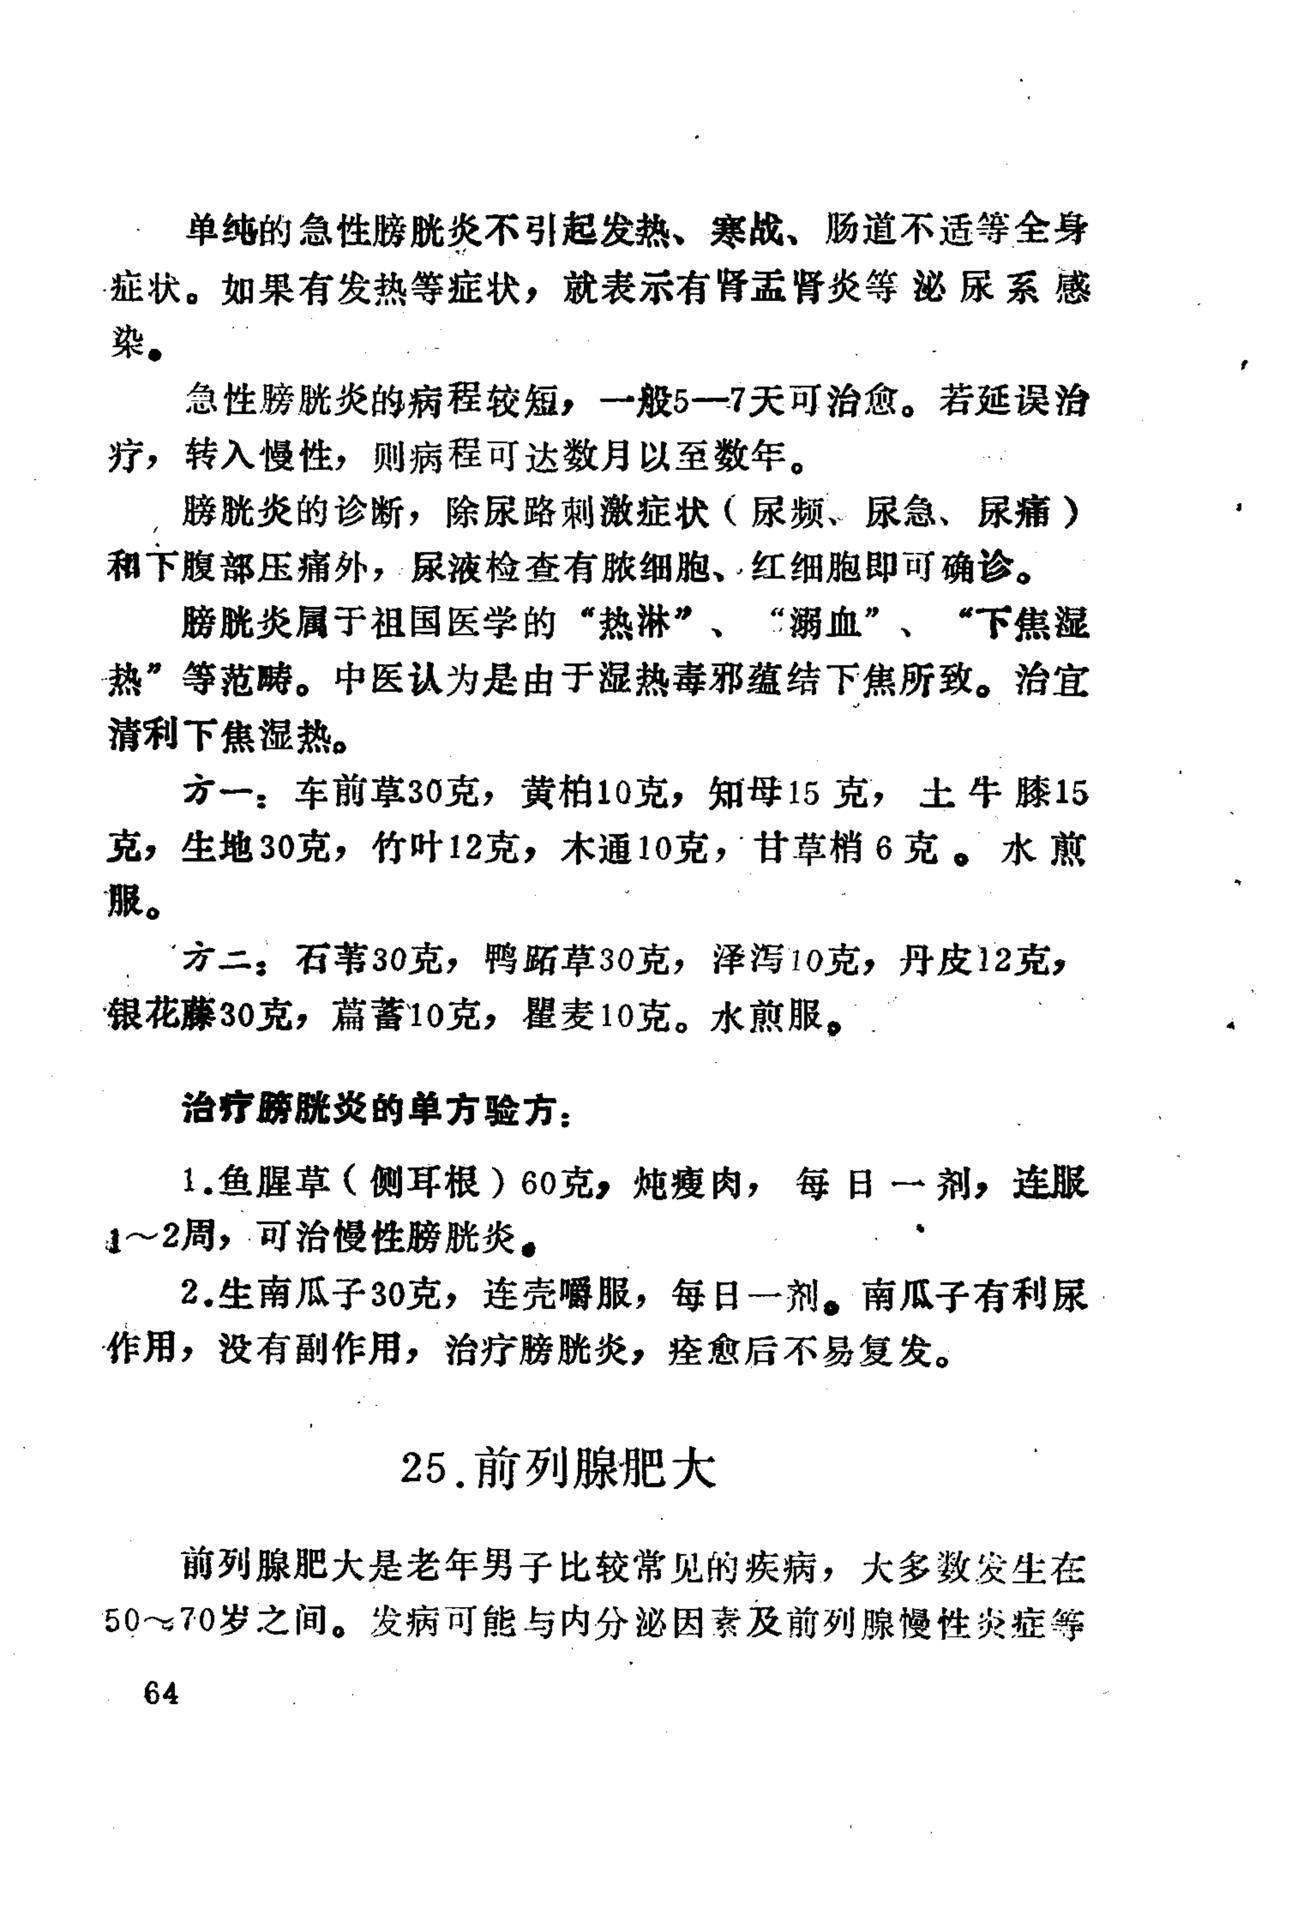 单纯的急性膀胱炎不引起发热、寒战、肠道不适等全身
症状。如果有发热等症状，就表示有肾盂肾炎等泌尿系感
染。
急性膀胱炎的病程较短，一般5—7天可治愈。若延误治
疗，转入慢性，则病程可达数月以至数年。
膀胱炎的诊断，除尿路刺激症状（尿频、尿急、尿痛）
和下腹部压痛外，尿液检查有脓细胞、红细胞即可确诊。
膀胱炎属于祖国医学的“热淋”、“溺血”、“下焦湿
热”等范畴。中医认为是由于湿热毒邪蕴结下焦所致。治宜
清利下焦湿热。
方一：车前草30克，黄柏10克，知母15克，土牛膝15
克，生地30克，竹叶12克，木通10克，甘草梢6克。水煎
服。
方二：石苇30克，鸭跖草30克，泽泻10克，丹皮12克，
银花藤30克，萹蓄10克，瞿麦10克。水煎服。
治疗膀胱炎的单方验方：
1.鱼腥草（侧耳根）60克，炖瘦肉，每日一剂，连服
1～2周，可治慢性膀胱炎。
2.生南瓜子30克，连壳嚼服，每日一剂。南瓜子有利尿
作用，没有副作用，治疗膀胱炎，痊愈后不易复发。
25.前列腺肥大
前列腺肥大是老年男子比较常见的疾病，大多数发生在
50～70岁之间。发病可能与内分泌因素及前列腺慢性炎症等
64